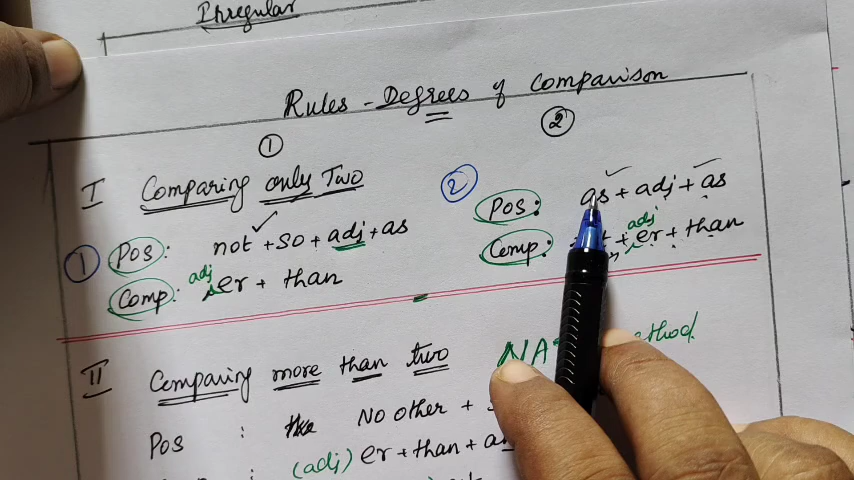 Irregular
Rules - Degrees of Comparison
① ②
I Comparing only Two
① Pos: not + so + adj + as
Comp: adj er + than
② Pos: as + adj + as
Comp: + adj er + than
II Comparing more than two
Pos : No other +
(adj) er + than +